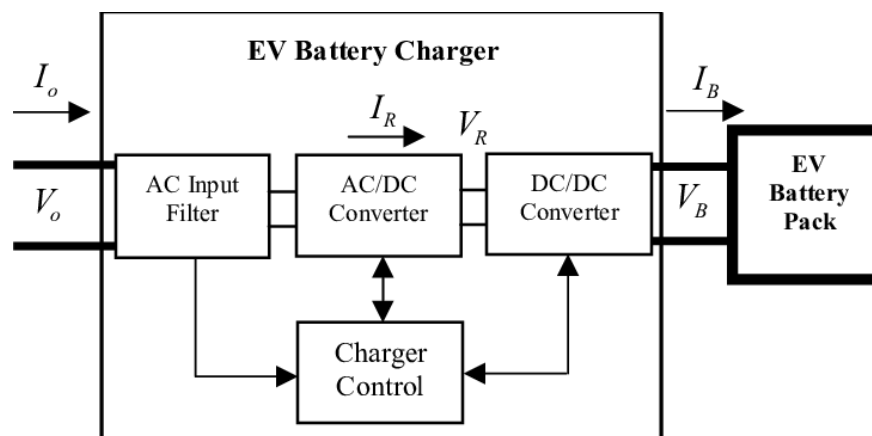 EV Battery Charger
I_o
I_R
V_R
I_B
V_o
AC Input
Filter
AC/DC
Converter
DC/DC
Converter
V_B
EV
Battery
Pack
Charger
Control